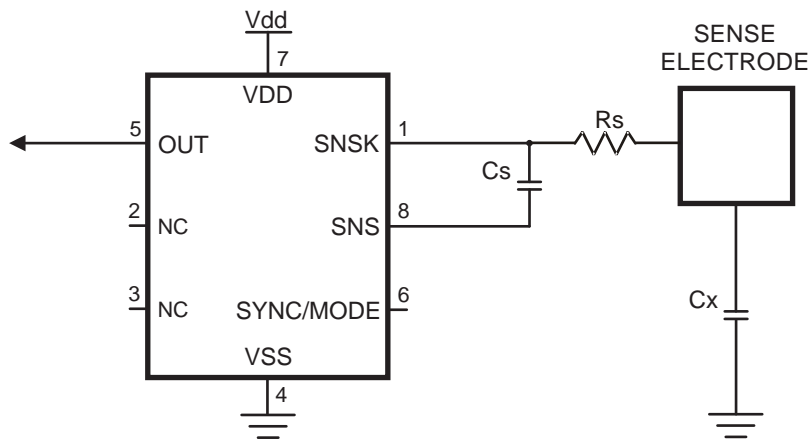 Vdd
SENSE
ELECTRODE
7
VDD
5
OUT
SNSK
1
Rs
Cs
2
NC
SNS
8
3
NC
SYNC/MODE
6
Cx
VSS
4